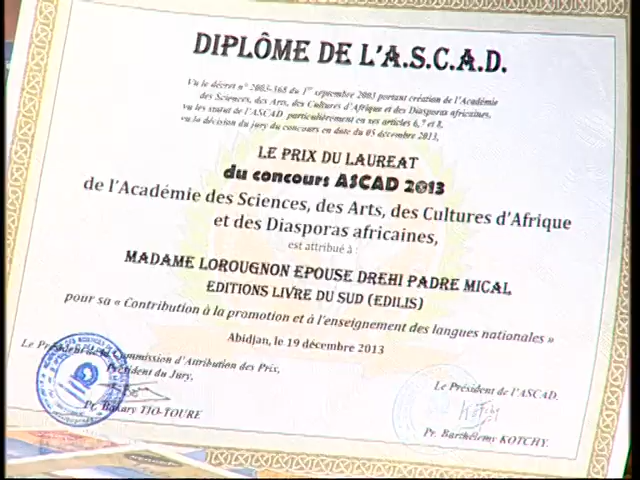 DIPLÔME DE L'A.S.C.A.D.
Vu le décret n° 2003-368 du 1er septembre 2003 portant création de l'Académie
des Sciences, des Arts, des Cultures d'Afrique et des Diasporas africaines,
vu les statut de l'ASCAD particulièrement en ses articles 6,7 et 8,
vu la décision du jury du concours en date du 05 décembre 2013,
LE PRIX DU LAUREAT
du concours ASCAD 2013
de l'Académie des Sciences, des Arts, des Cultures d'Afrique
et des Diasporas africaines,
est attribué à :
MADAME LOROUGNON EPOUSE DREHI PADRE MICAL
EDITIONS LIVRE DU SUD (EDILIS)
pour sa « Contribution à la promotion et à l'enseignement des langues nationales »
Abidjan, le 19 décembre 2013
Le Président de la Commission d'Attribution des Prix,
Président du Jury,
Pr. Bakary TIO-TOURE
Le Président de l'ASCAD.
Pr. Barthélemy KOTCHY.